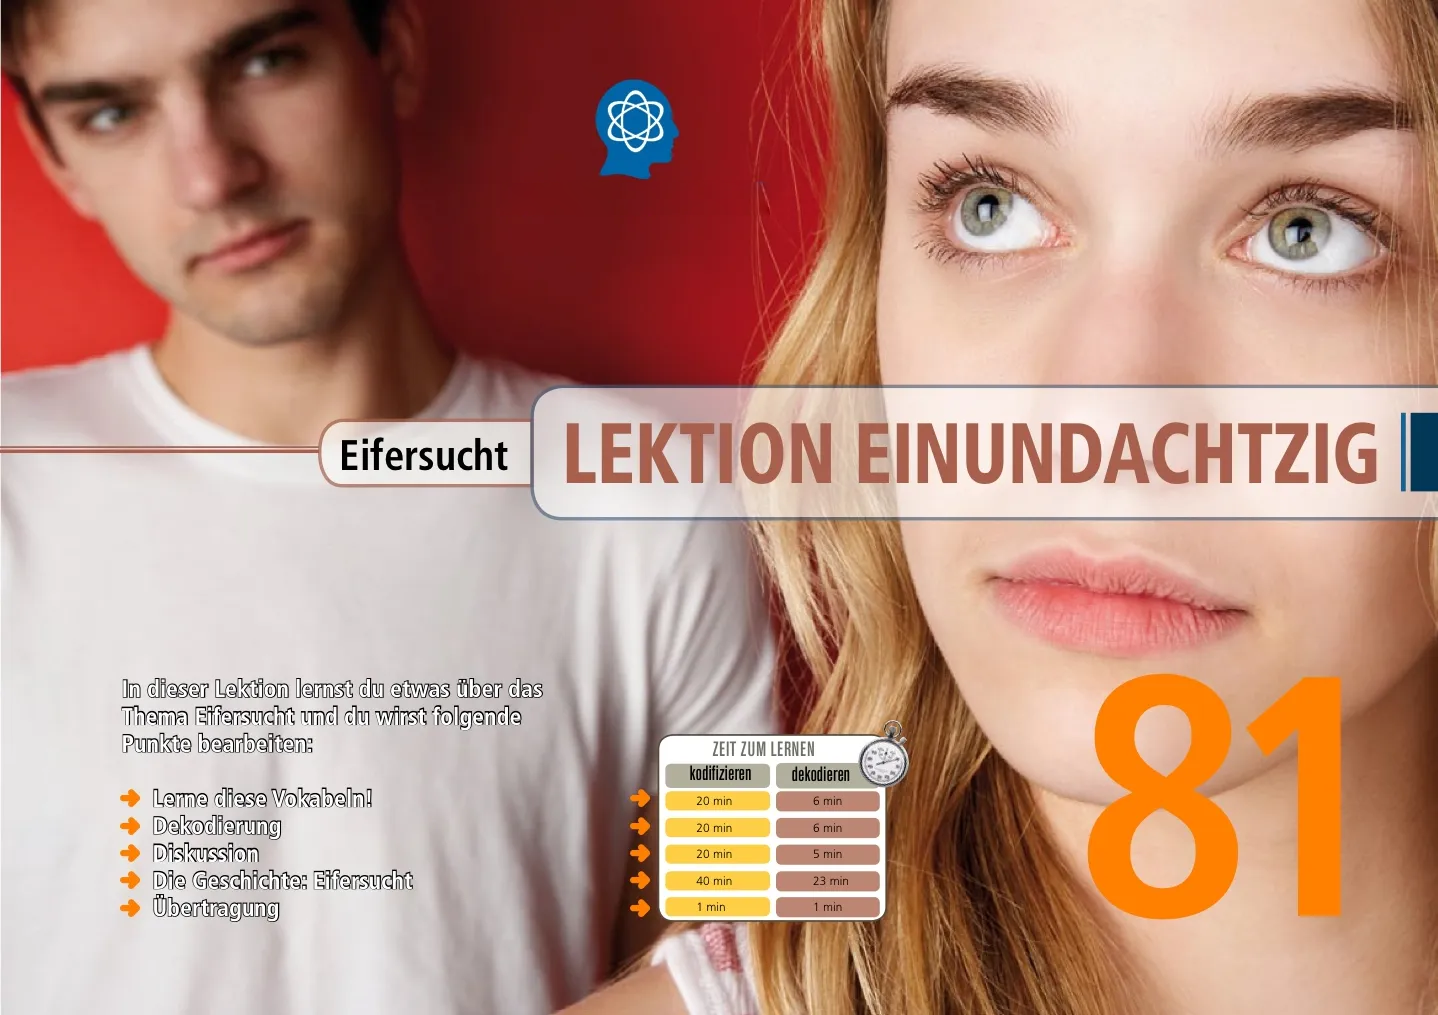 Eifersucht
LEKTION EINUNDACHTZIG
In dieser Lektion lernst du etwas über das
Thema Eifersucht und du wirst folgende
Punkte bearbeiten:
Lerne diese Vokabeln!
Dekodierung
Diskussion
Die Geschichte: Eifersucht
Übertragung
ZEIT ZUM LERNEN
kodifizieren dekodieren
20 min 6 min
20 min 6 min
20 min 5 min
40 min 23 min
1 min 1 min
81